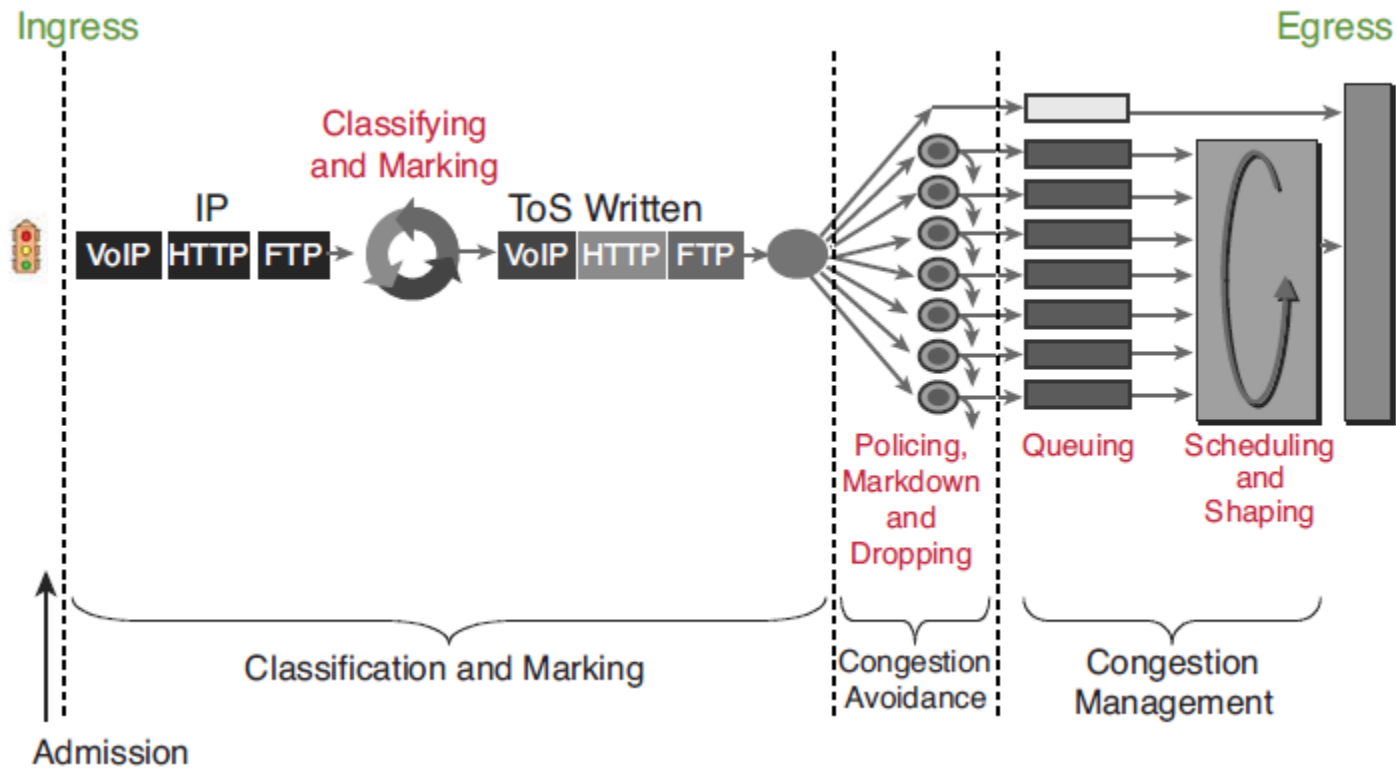 Ingress
Egress
Classifying
and Marking
IP
ToS Written
VoIP HTTP FTP
VoIP HTTP FTP
Policing,
Markdown
and
Dropping
Queuing
Scheduling
and
Shaping
Classification and Marking
Congestion
Avoidance
Congestion
Management
Admission